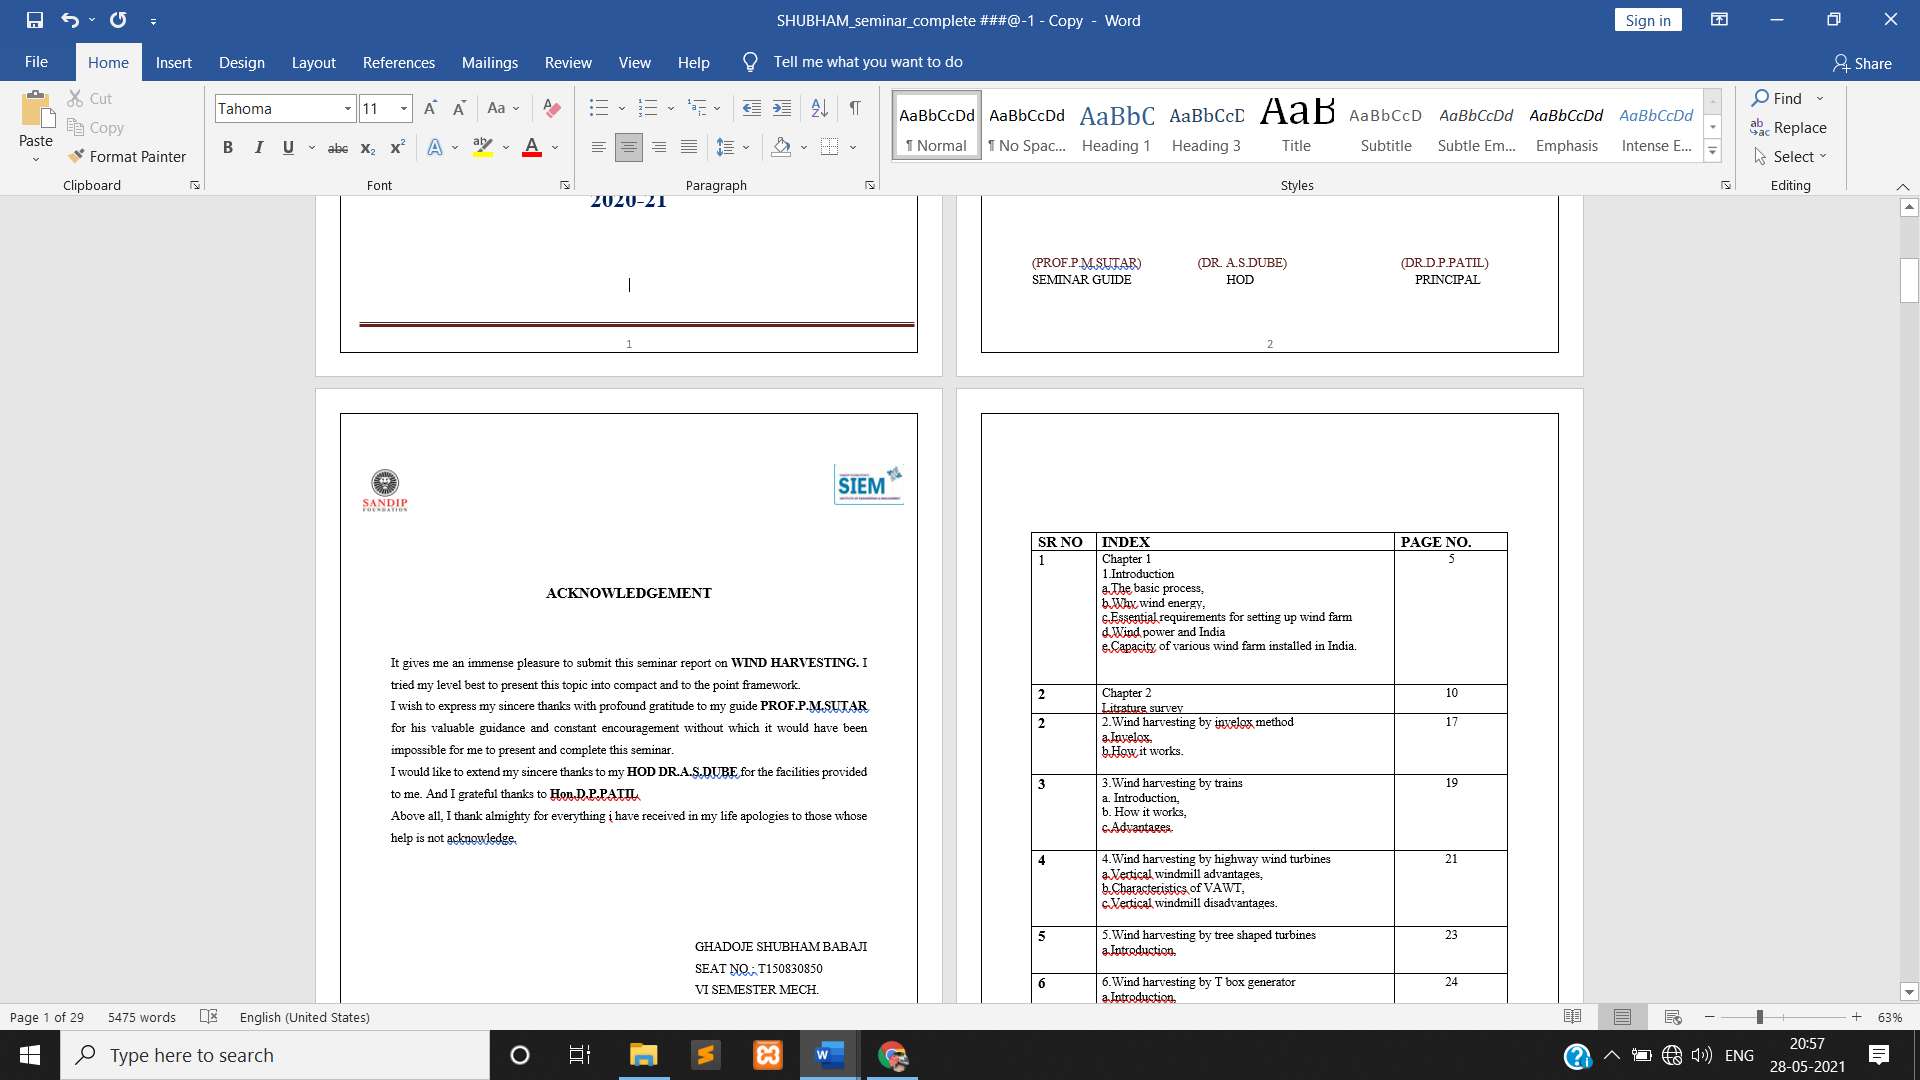 SHUBHAM_seminar_complete ###@-1 - Copy - Word
Sign in
File Home Insert Design Layout References Mailings Review View Help Tell me what you want to do
Share
Paste
Cut
Copy
Format Painter
Clipboard
Tahoma 11
Font
Paragraph
AaBbCcDd AaBbCcDd AaBbC AaBbCcD AaB AaBbCcD AaBbCcDd AaBbCcDd AaBbCcDd
¶ Normal ¶ No Spac... Heading 1 Heading 3 Title Subtitle Subtle Em... Emphasis Intense E...
Styles
Find
Replace
Select
Editing
2020-21
1
(PROF.P.M.SUTAR) (DR. A.S.DUBE) (DR.D.P.PATIL)
SEMINAR GUIDE HOD PRINCIPAL
2
SANDIP
FOUNDATION
SIEM
ACKNOWLEDGEMENT
It gives me an immense pleasure to submit this seminar report on WIND HARVESTING. I
tried my level best to present this topic into compact and to the point framework.
I wish to express my sincere thanks with profound gratitude to my guide PROF.P.M.SUTAR
for his valuable guidance and constant encouragement without which it would have been
impossible for me to present and complete this seminar.
I would like to extend my sincere thanks to my HOD DR.A.S.DUBE for the facilities provided
to me. And I grateful thanks to Hon.D.P.PATIL
Above all, I thank almighty for everything i have received in my life apologies to those whose
help is not acknowledge.
GHADOJE SHUBHAM BABAJI
SEAT NO : T150830850
VI SEMESTER MECH.
SR NO INDEX PAGE NO.
1 Chapter 1 5
1.Introduction
a.The basic process,
b.Why wind energy,
c.Essential requirements for setting up wind farm
d.Wind power and India
e.Capacity of various wind farm installed in India.
2 Chapter 2 10
Litrature survey
2 2.Wind harvesting by invelox method 17
a.Invelox,
b.How it works.
3 3.Wind harvesting by trains 19
a. Introduction,
b. How it works,
c.Advantages.
4 4.Wind harvesting by highway wind turbines 21
a.Vertical windmill advantages,
b.Characteristics of VAWT,
c.Vertical windmill disadvantages.
5 5.Wind harvesting by tree shaped turbines 23
a.Introduction,
6 6.Wind harvesting by T box generator 24
a.Introduction,
Page 1 of 29 5475 words English (United States) 63%
Type here to search
ENG
20:57
28-05-2021